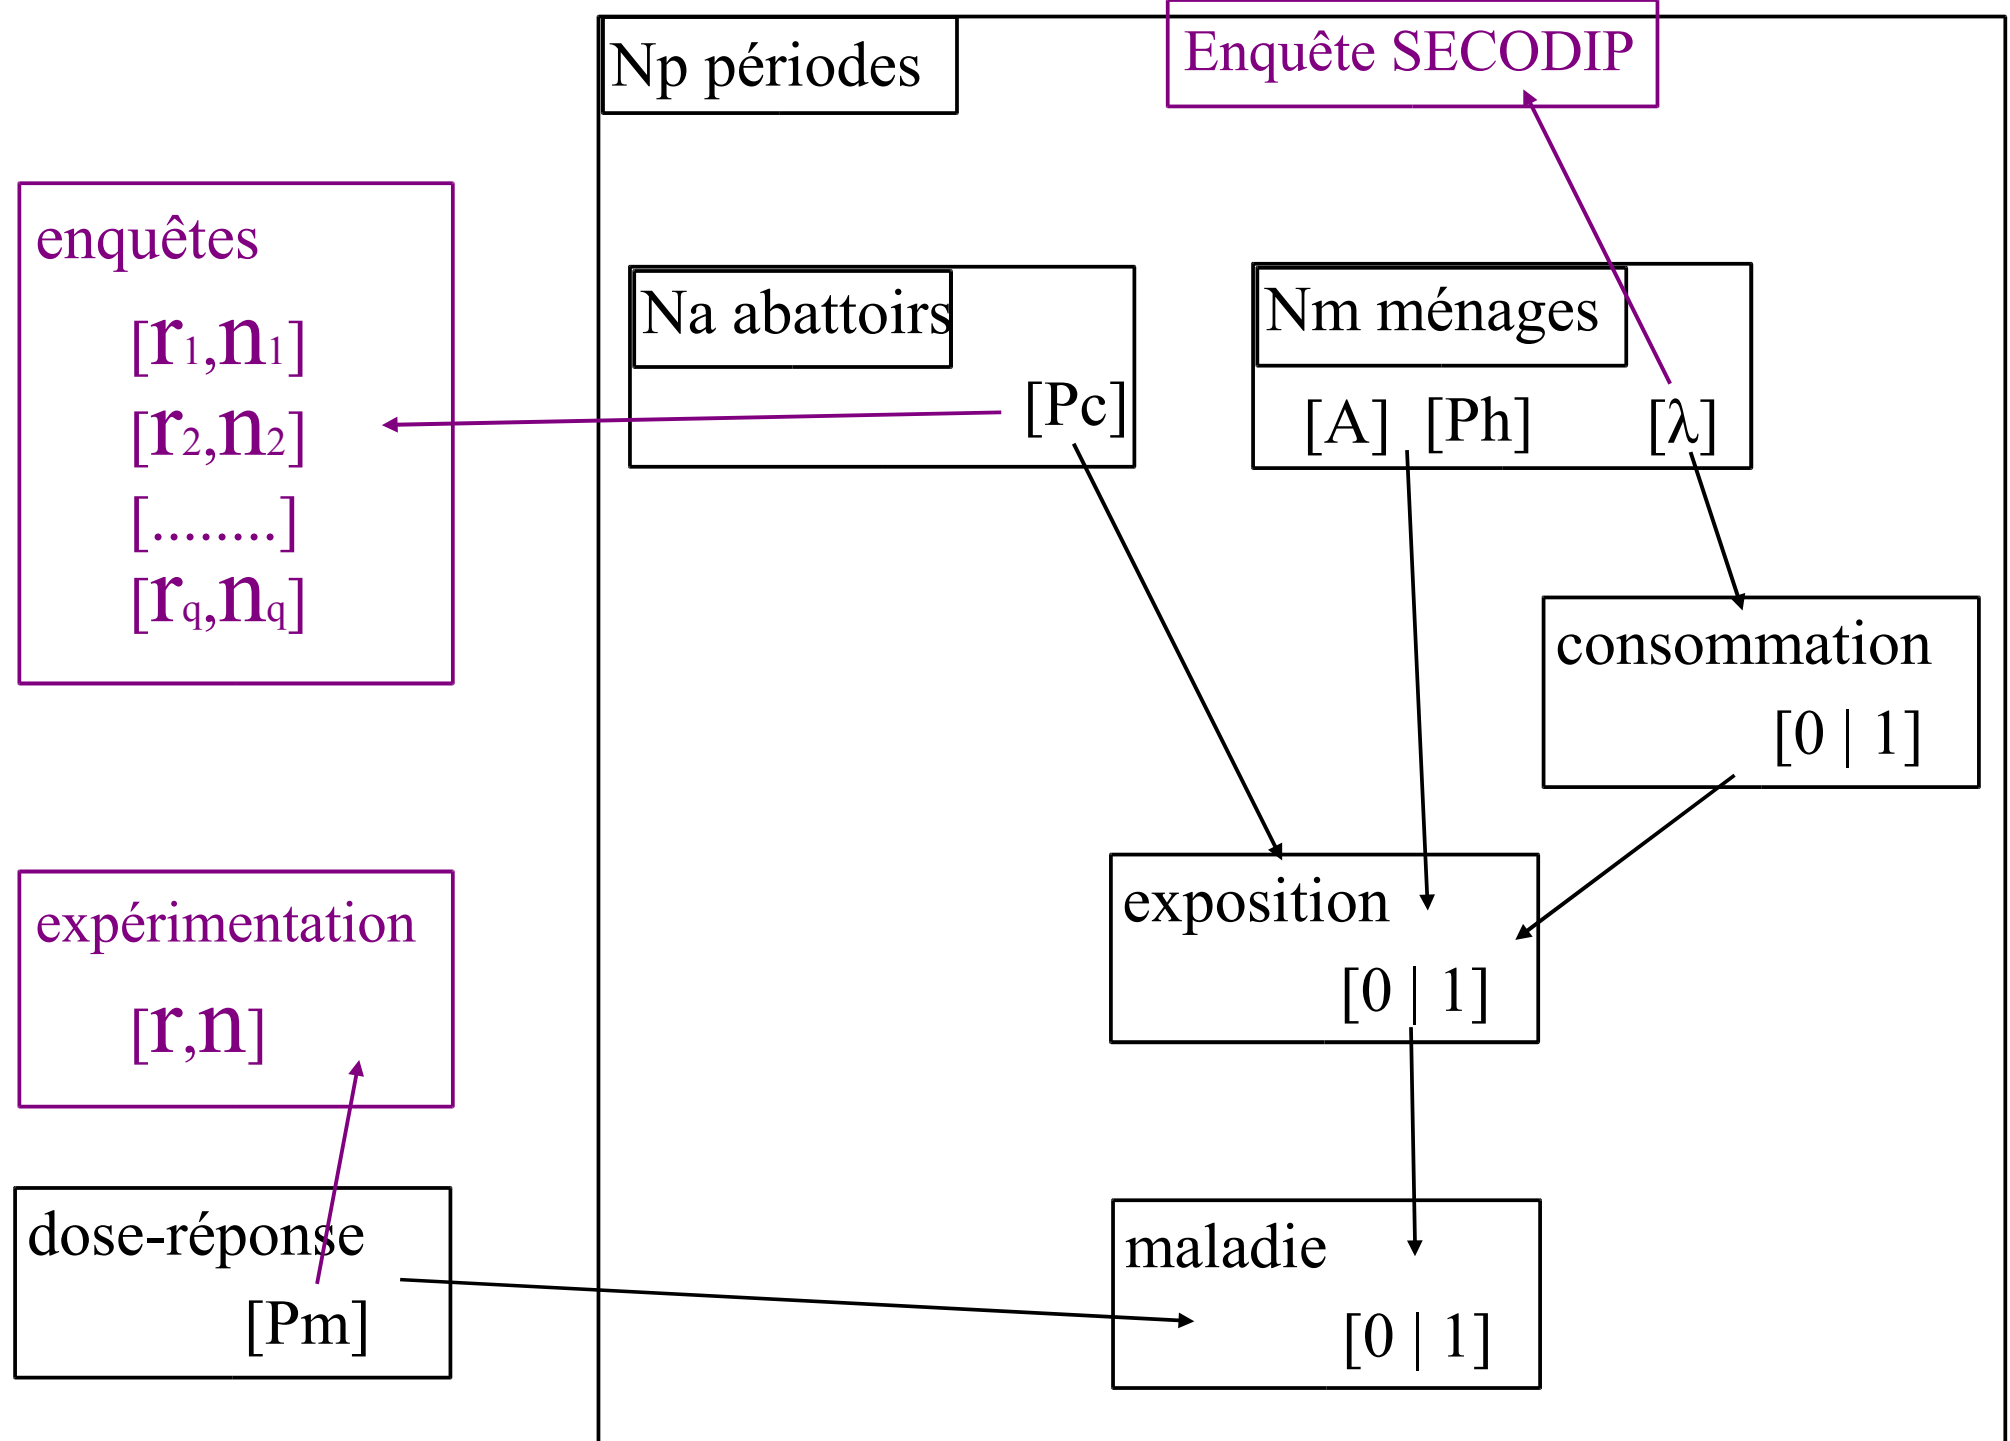 Np périodes
Enquête SECODIP
enquêtes
[r1,n1]
[r2,n2]
[........]
[rq,nq]
Na abattoirs
[Pc]
Nm ménages
[A] [Ph] [λ]
consommation
[0 | 1]
expérimentation
[r,n]
exposition
[0 | 1]
dose-réponse
[Pm]
maladie
[0 | 1]